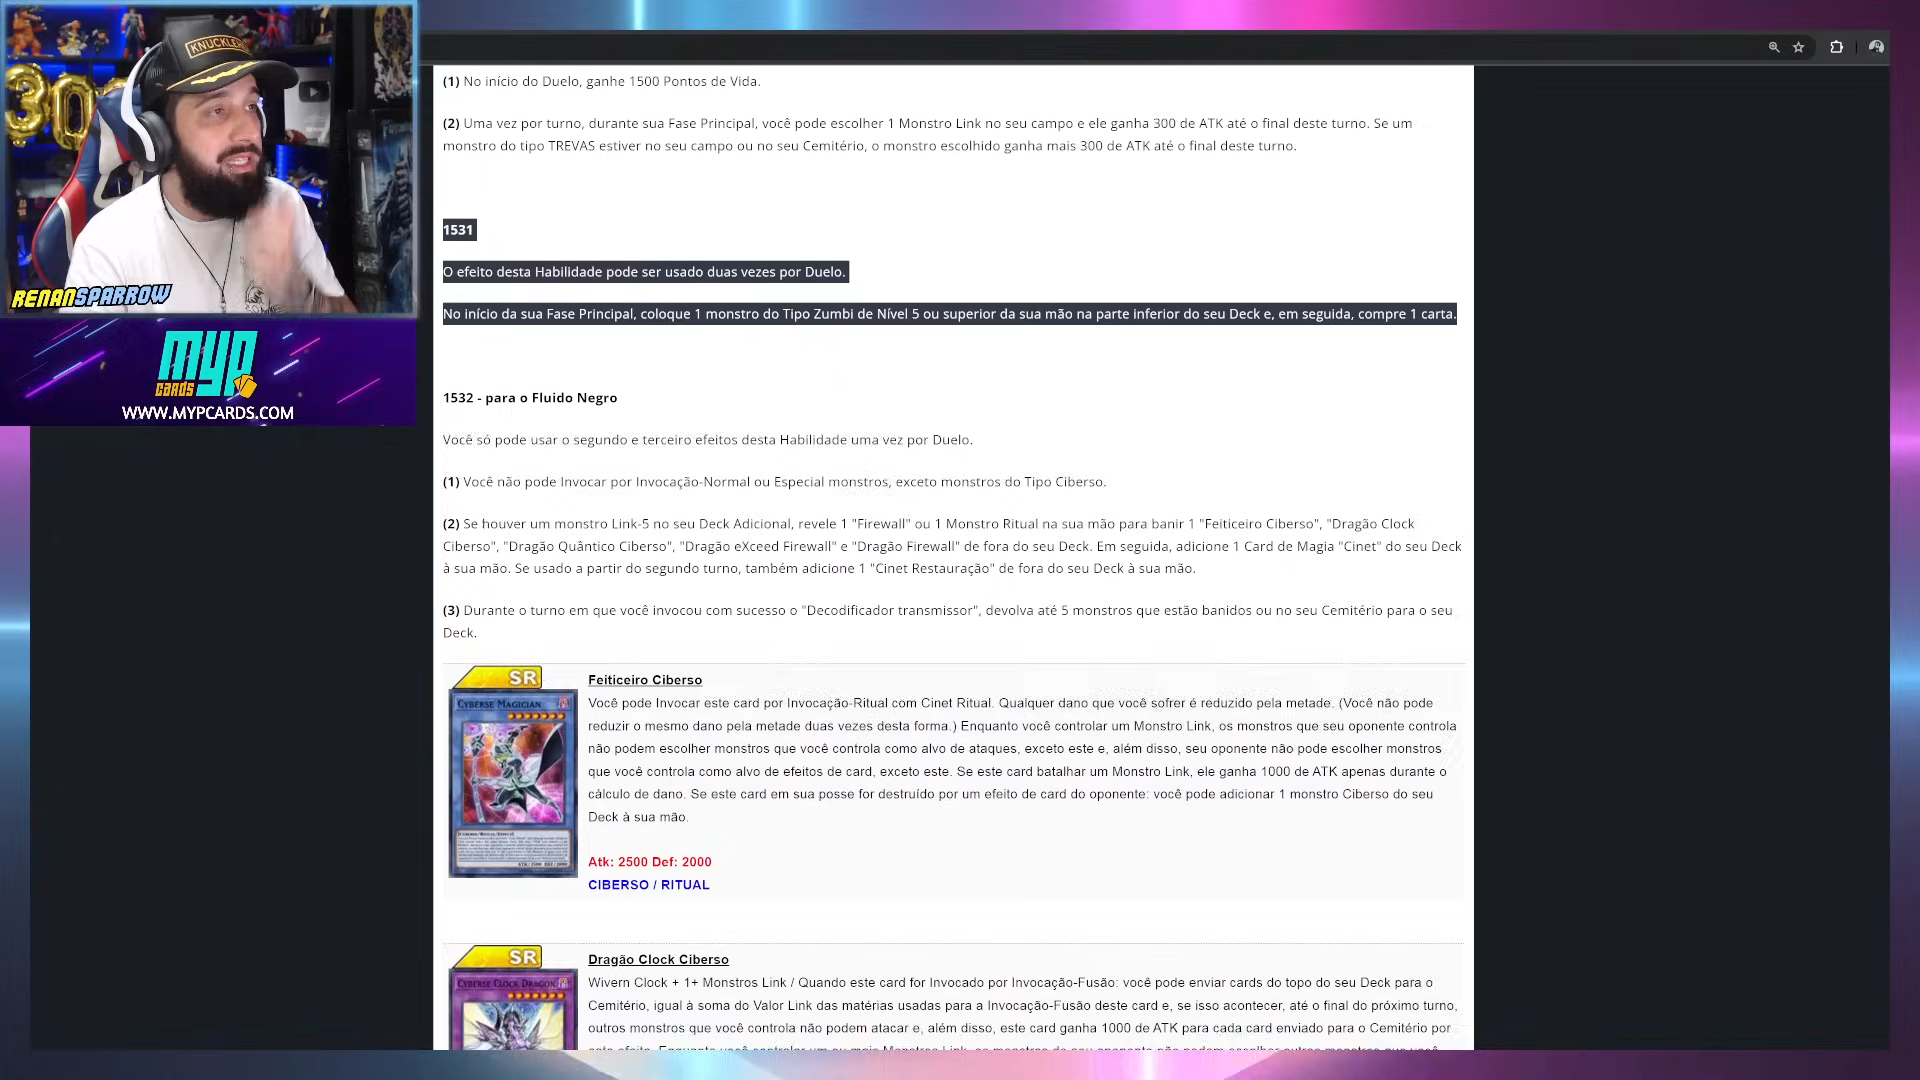 KNUCKLE
300
RENANSPARROW
MYP
CARDS
WWW.MYPCARDS.COM
(1) No início do Duelo, ganhe 1500 Pontos de Vida.
(2) Uma vez por turno, durante sua Fase Principal, você pode escolher 1 Monstro Link no seu campo e ele ganha 300 de ATK até o final deste turno. Se um
monstro do tipo TREVAS estiver no seu campo ou no seu Cemitério, o monstro escolhido ganha mais 300 de ATK até o final deste turno.
1531
O efeito desta Habilidade pode ser usado duas vezes por Duelo.
No início da sua Fase Principal, coloque 1 monstro do Tipo Zumbi de Nível 5 ou superior da sua mão na parte inferior do seu Deck e, em seguida, compre 1 carta.
1532 - para o Fluido Negro
Você só pode usar o segundo e terceiro efeitos desta Habilidade uma vez por Duelo.
(1) Você não pode Invocar por Invocação-Normal ou Especial monstros, exceto monstros do Tipo Ciberso.
(2) Se houver um monstro Link-5 no seu Deck Adicional, revele 1 "Firewall" ou 1 Monstro Ritual na sua mão para banir 1 "Feiticeiro Ciberso", "Dragão Clock
Ciberso", "Dragão Quântico Ciberso", "Dragão eXceed Firewall" e "Dragão Firewall" de fora do seu Deck. Em seguida, adicione 1 Card de Magia "Cinet" do seu Deck
à sua mão. Se usado a partir do segundo turno, também adicione 1 "Cinet Restauração" de fora do seu Deck à sua mão.
(3) Durante o turno em que você invocou com sucesso o "Decodificador transmissor", devolva até 5 monstros que estão banidos ou no seu Cemitério para o seu
Deck.
SR
CYBERSE MAGICIAN
Feiticeiro Ciberso
Você pode Invocar este card por Invocação-Ritual com Cinet Ritual. Qualquer dano que você sofrer é reduzido pela metade. (Você não pode
reduzir o mesmo dano pela metade duas vezes desta forma.) Enquanto você controlar um Monstro Link, os monstros que seu oponente controla
não podem escolher monstros que você controla como alvo de ataques, exceto este e, além disso, seu oponente não pode escolher monstros
que você controla como alvo de efeitos de card, exceto este. Se este card batalhar um Monstro Link, ele ganha 1000 de ATK apenas durante o
cálculo de dano. Se este card em sua posse for destruído por um efeito de card do oponente: você pode adicionar 1 monstro Ciberso do seu
Deck à sua mão.
Atk: 2500 Def: 2000
CIBERSO / RITUAL
SR
CYBERSE CLOCK DRAGON
Dragão Clock Ciberso
Wivern Clock + 1+ Monstros Link / Quando este card for Invocado por Invocação-Fusão: você pode enviar cards do topo do seu Deck para o
Cemitério, igual à soma do Valor Link das matérias usadas para a Invocação-Fusão deste card e, se isso acontecer, até o final do próximo turno,
outros monstros que você controla não podem atacar e, além disso, este card ganha 1000 de ATK para cada card enviado para o Cemitério por